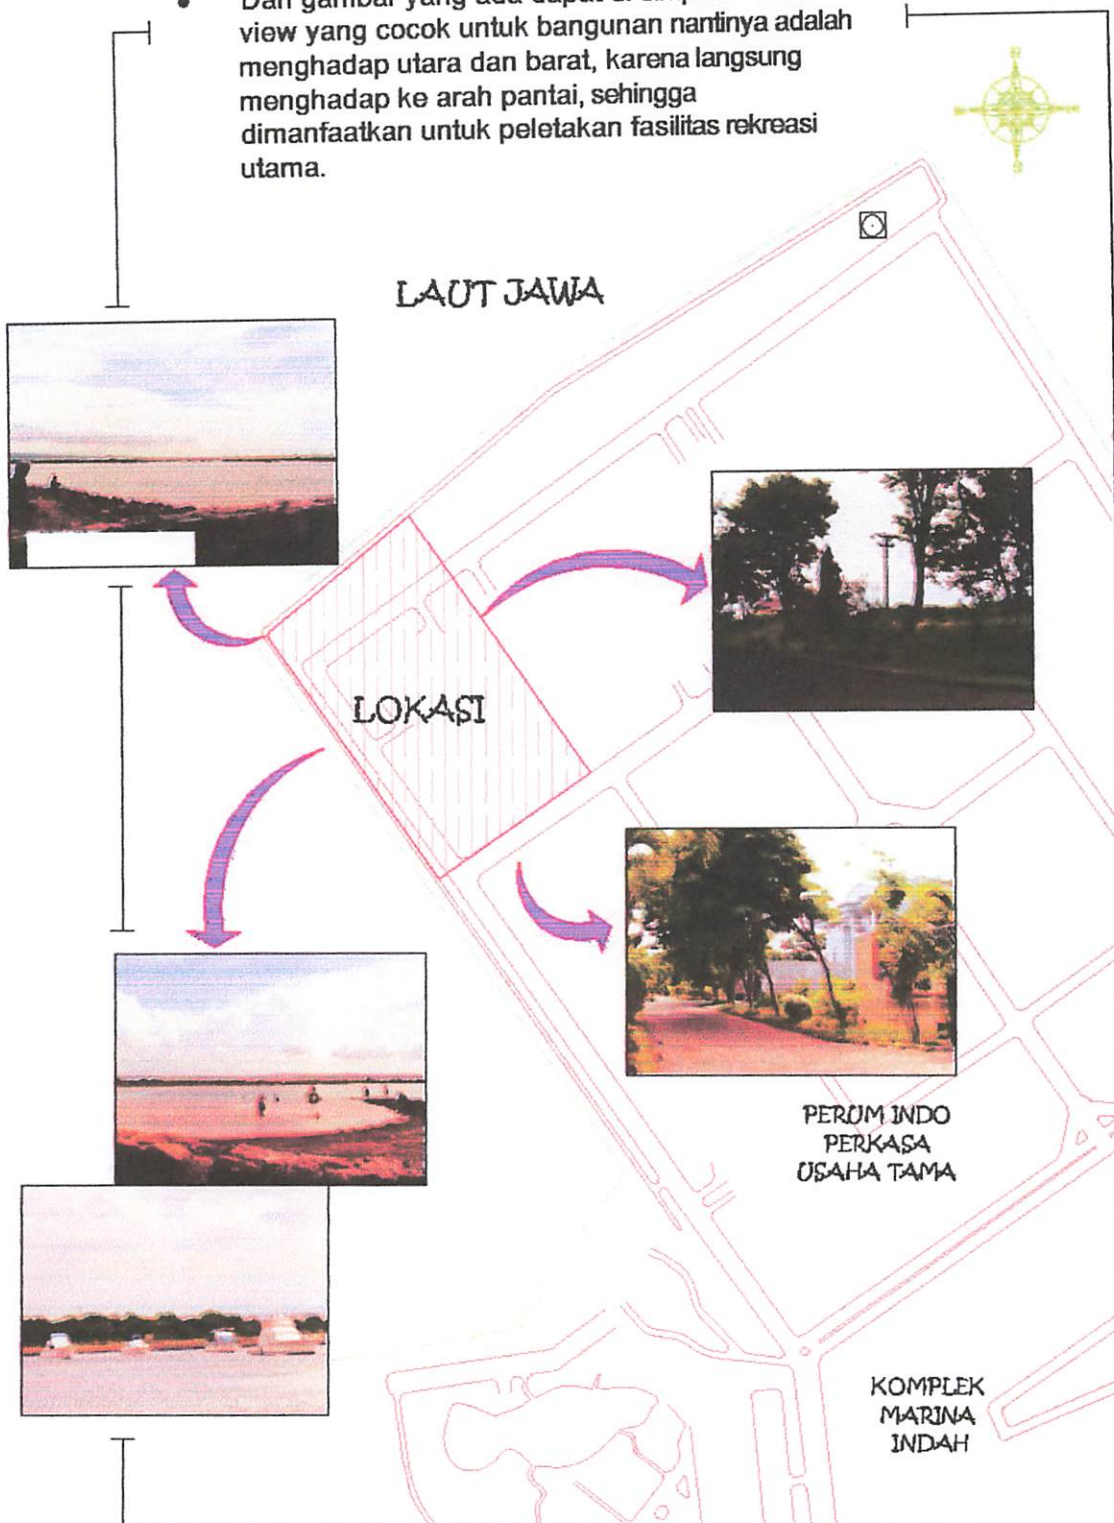 view yang cocok untuk bangunan nantinya adalah
menghadap utara dan barat, karena langsung
menghadap ke arah pantai, sehingga
dimanfaatkan untuk peletakan fasilitas rekreasi
utama.
LAUT JAWA
LOKASI
PERUM INDO
PERKASA
USAHA TAMA
KOMPLEK
MARINA
INDAH